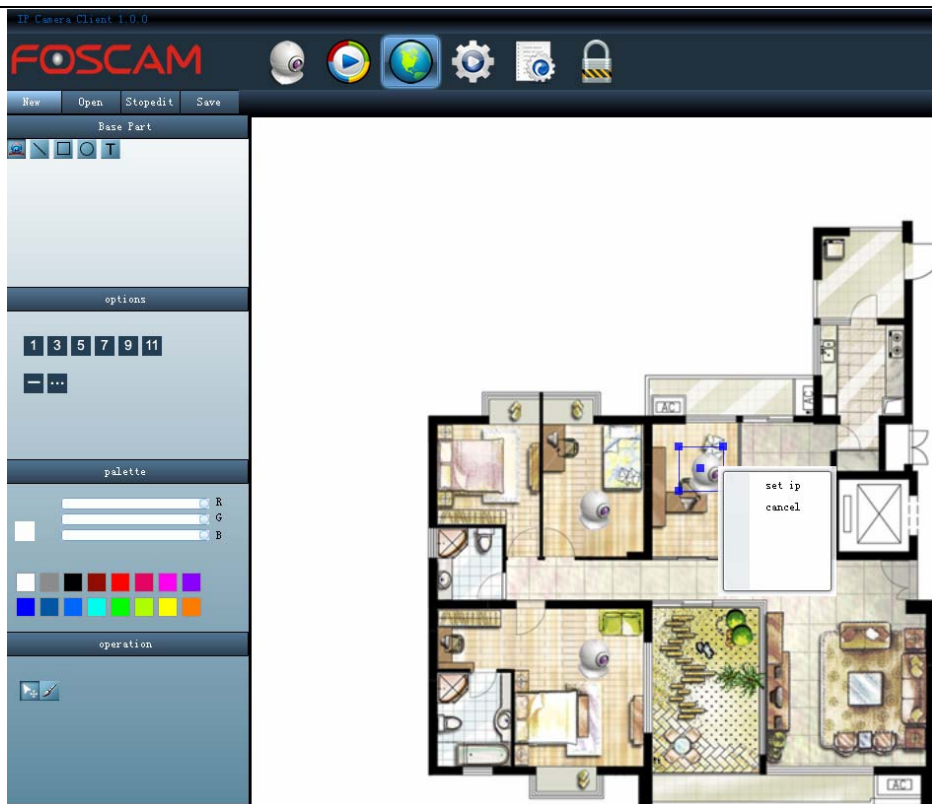 IP Camera Client 1.0.0
FOSCAM
New Open Stopedit Save
Base Part
T
options
1 3 5 7 9 11
palette
R
G
B
operation
AC
AC
set ip
cancel
AC